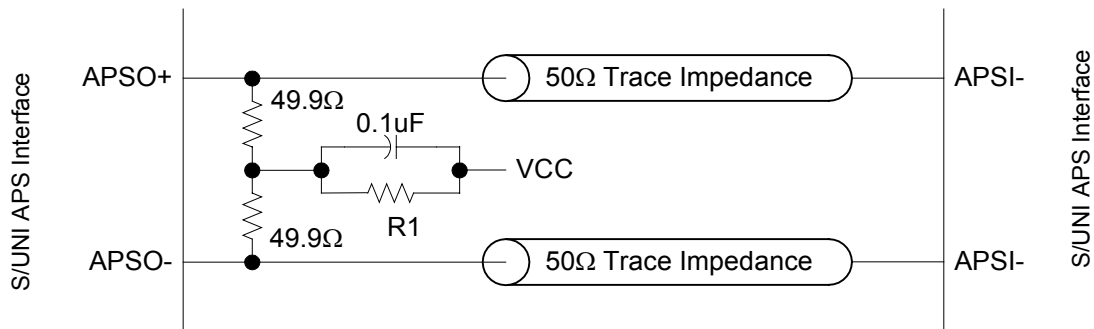 S/UNI APS Interface
APSO+
50Ω Trace Impedance
APSI-
49.9Ω
0.1uF
VCC
R1
49.9Ω
APSO-
50Ω Trace Impedance
APSI-
S/UNI APS Interface